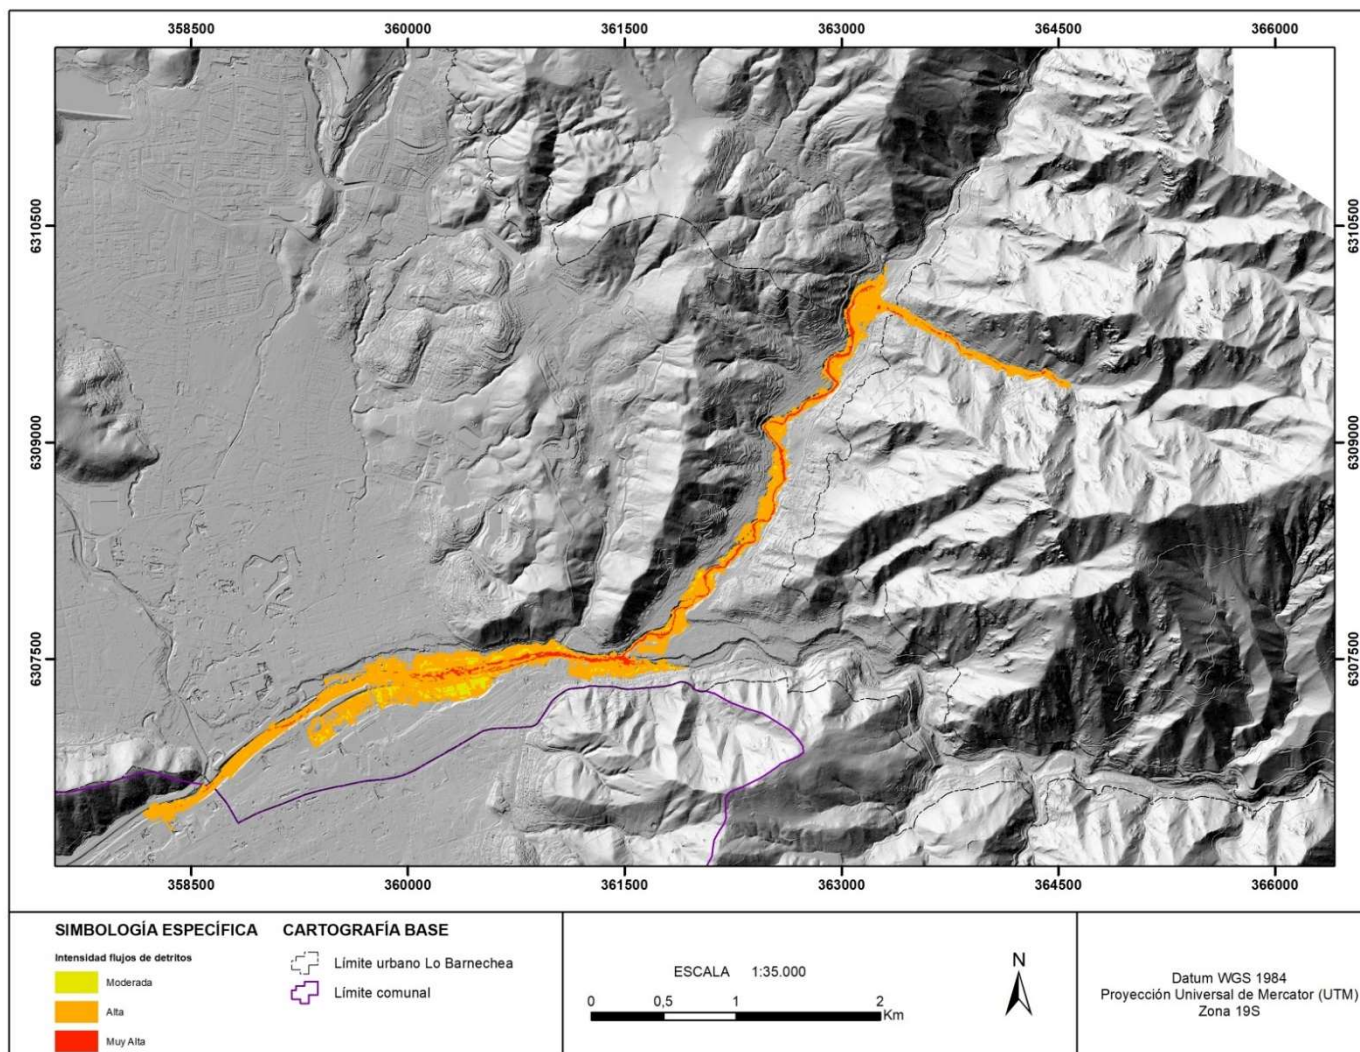 358500 360000 361500 363000 364500 366000
6310500 6310500
6309000 6309000
6307500 6307500
358500 360000 361500 363000 364500 366000
SIMBOLOGÍA ESPECÍFICA
Intensidad flujos de detritos
Moderada
Alta
Muy Alta
CARTOGRAFÍA BASE
Límite urbano Lo Barnechea
Límite comunal
ESCALA 1:35.000
0 0,5 1 2
Km
N
Datum WGS 1984
Proyección Universal de Mercator (UTM)
Zona 19S